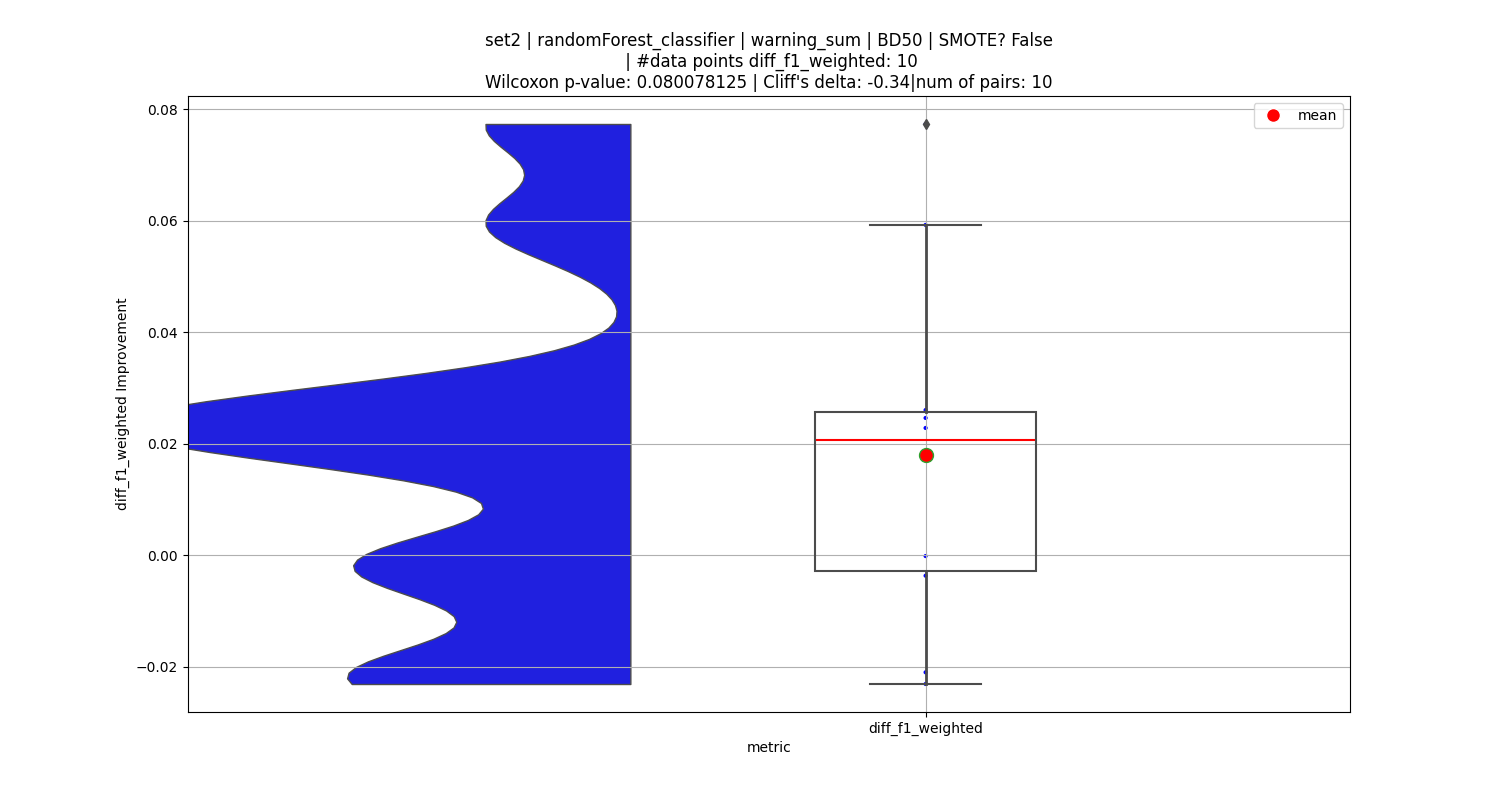 set2 | randomForest_classifier | warning_sum | BD50 | SMOTE? False
| #data points diff_f1_weighted: 10
Wilcoxon p-value: 0.080078125 | Cliff's delta: -0.34|num of pairs: 10
mean
0.08
0.06
0.04
0.02
0.00
−0.02
diff_f1_weighted Improvement
diff_f1_weighted
metric